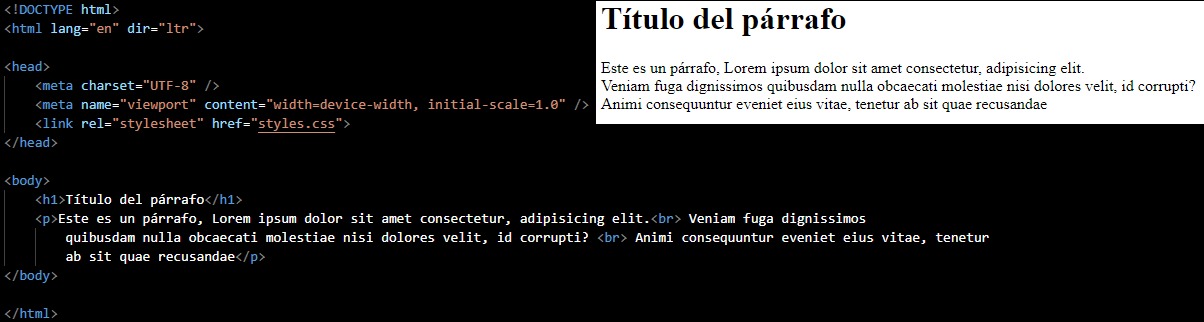 <!DOCTYPE html>
<html lang="en" dir="ltr">
<head>
<meta charset="UTF-8" />
<meta name="viewport" content="width=device-width, initial-scale=1.0" />
<link rel="stylesheet" href="styles.css">
</head>
<body>
<h1>Título del párrafo</h1>
<p>Este es un párrafo, Lorem ipsum dolor sit amet consectetur, adipisicing elit.<br> Veniam fuga dignissimos
quibusdam nulla obcaecati molestiae nisi dolores velit, id corrupti? <br> Animi consequuntur eveniet eius vitae, tenetur
ab sit quae recusandae</p>
</body>
</html>
Título del párrafo
Este es un párrafo, Lorem ipsum dolor sit amet consectetur, adipisicing elit.
Veniam fuga dignissimos quibusdam nulla obcaecati molestiae nisi dolores velit, id corrupti?
Animi consequuntur eveniet eius vitae, tenetur ab sit quae recusandae